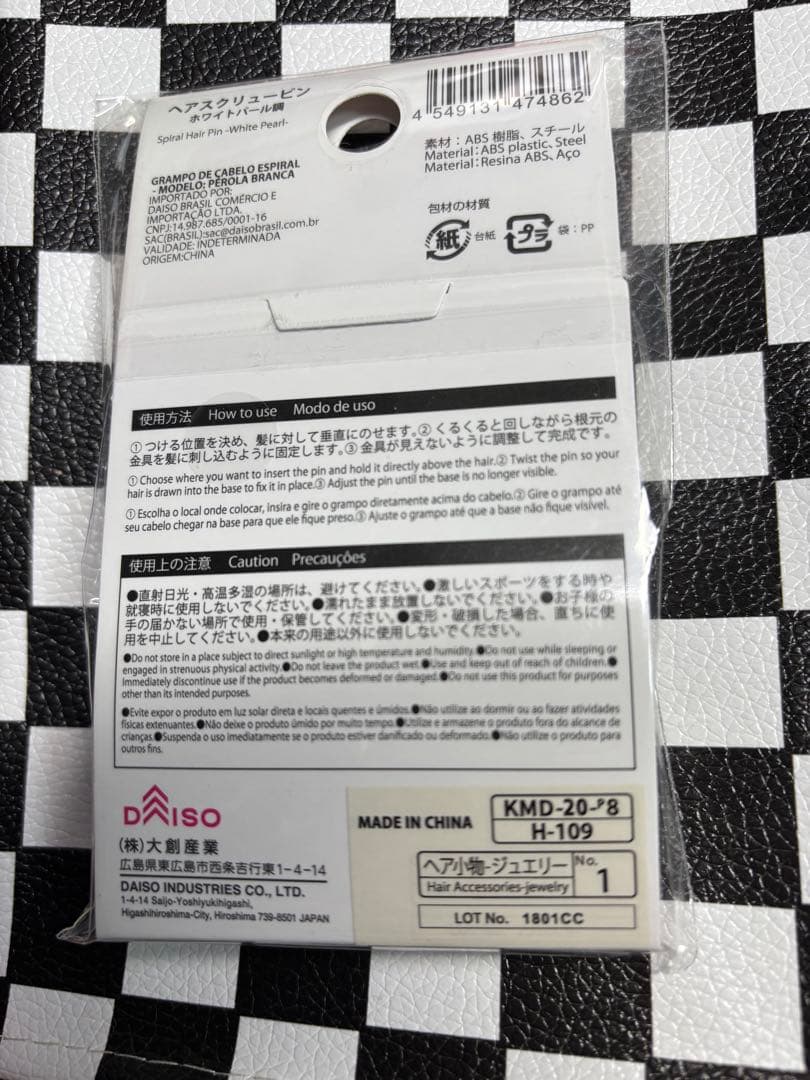 ヘアスクリューピン
ホワイトパール調
Spiral Hair Pin -White Pearl-
4 549131 474862
素材：ABS 樹脂、スチール
Material：ABS plastic, Steel
Material：Resina ABS, Aço
GRAMPO DE CABELO ESPIRAL
- MODELO: PÉROLA BRANCA
IMPORTADO POR:
DAISO BRASIL COMÉRCIO E
IMPORTAÇÃO LTDA.
CNPJ:14.987.685/0001-16
SAC(BRASIL):sac@daisobrasil.com.br
VALIDADE: INDETERMINADA
ORIGEM:CHINA
包材の材質
紙 台紙 プラ 袋：PP
使用方法 How to use Modo de uso
①つける位置を決め、髪に対して垂直にのせます。②くるくると回しながら根元の
金具を髪に刺し込むように固定します。③金具が見えないように調整して完成です。
①Choose where you want to insert the pin and hold it directly above the hair.②Twist the pin so your
hair is drawn into the base to fix it in place.③Adjust the pin until the base is no longer visible.
①Escolha o local onde colocar, insira e gire o grampo diretamente acima do cabelo.②Gire o grampo até
seu cabelo chegar na base para que ele fique preso.③Ajuste o grampo até que a base não fique visível.
使用上の注意 Caution Precauções
●直射日光・高温多湿の場所は、避けてください。●激しいスポーツをする時や
就寝時に使用しないでください。●濡れたまま放置しないでください。●お子様の
手の届かない場所で使用・保管してください。●変形・破損した場合、直ちに使
用を中止してください。●本来の用途以外に使用しないでください。
●Do not store in a place subject to direct sunlight or high temperature and humidity.●Do not use while sleeping or
engaged in strenuous physical activity.●Do not leave the product wet.●Use and keep out of reach of children.●
Immediately discontinue use if the product becomes deformed or damaged.●Do not use this product for purposes
other than its intended purposes.
●Evite expor o produto em luz solar direta e locais quentes e úmidos.●Não utilize ao dormir ou ao fazer atividades
físicas extenuantes.●Não deixe o produto úmido por muito tempo.●Utilize e armazene o produto fora do alcance de
crianças.●Suspenda o uso imediatamente se o produto estiver danificado ou deformado.●Não utilize o produto para
outros fins.
DAISO
(株)大創産業
広島県東広島市西条吉行東1-4-14
DAISO INDUSTRIES CO., LTD.
1-4-14 Saijo-Yoshiyukihigashi,
Higashihiroshima-City, Hiroshima 739-8501 JAPAN
MADE IN CHINA
KMD-20-P8
H-109
ヘア小物-ジュエリー
Hair Accessories-jewelry
No.
1
LOT No. 1801CC